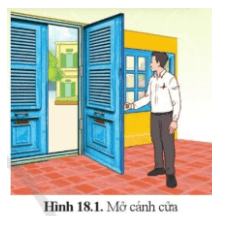 Hình 18.1. Mở cánh cửa